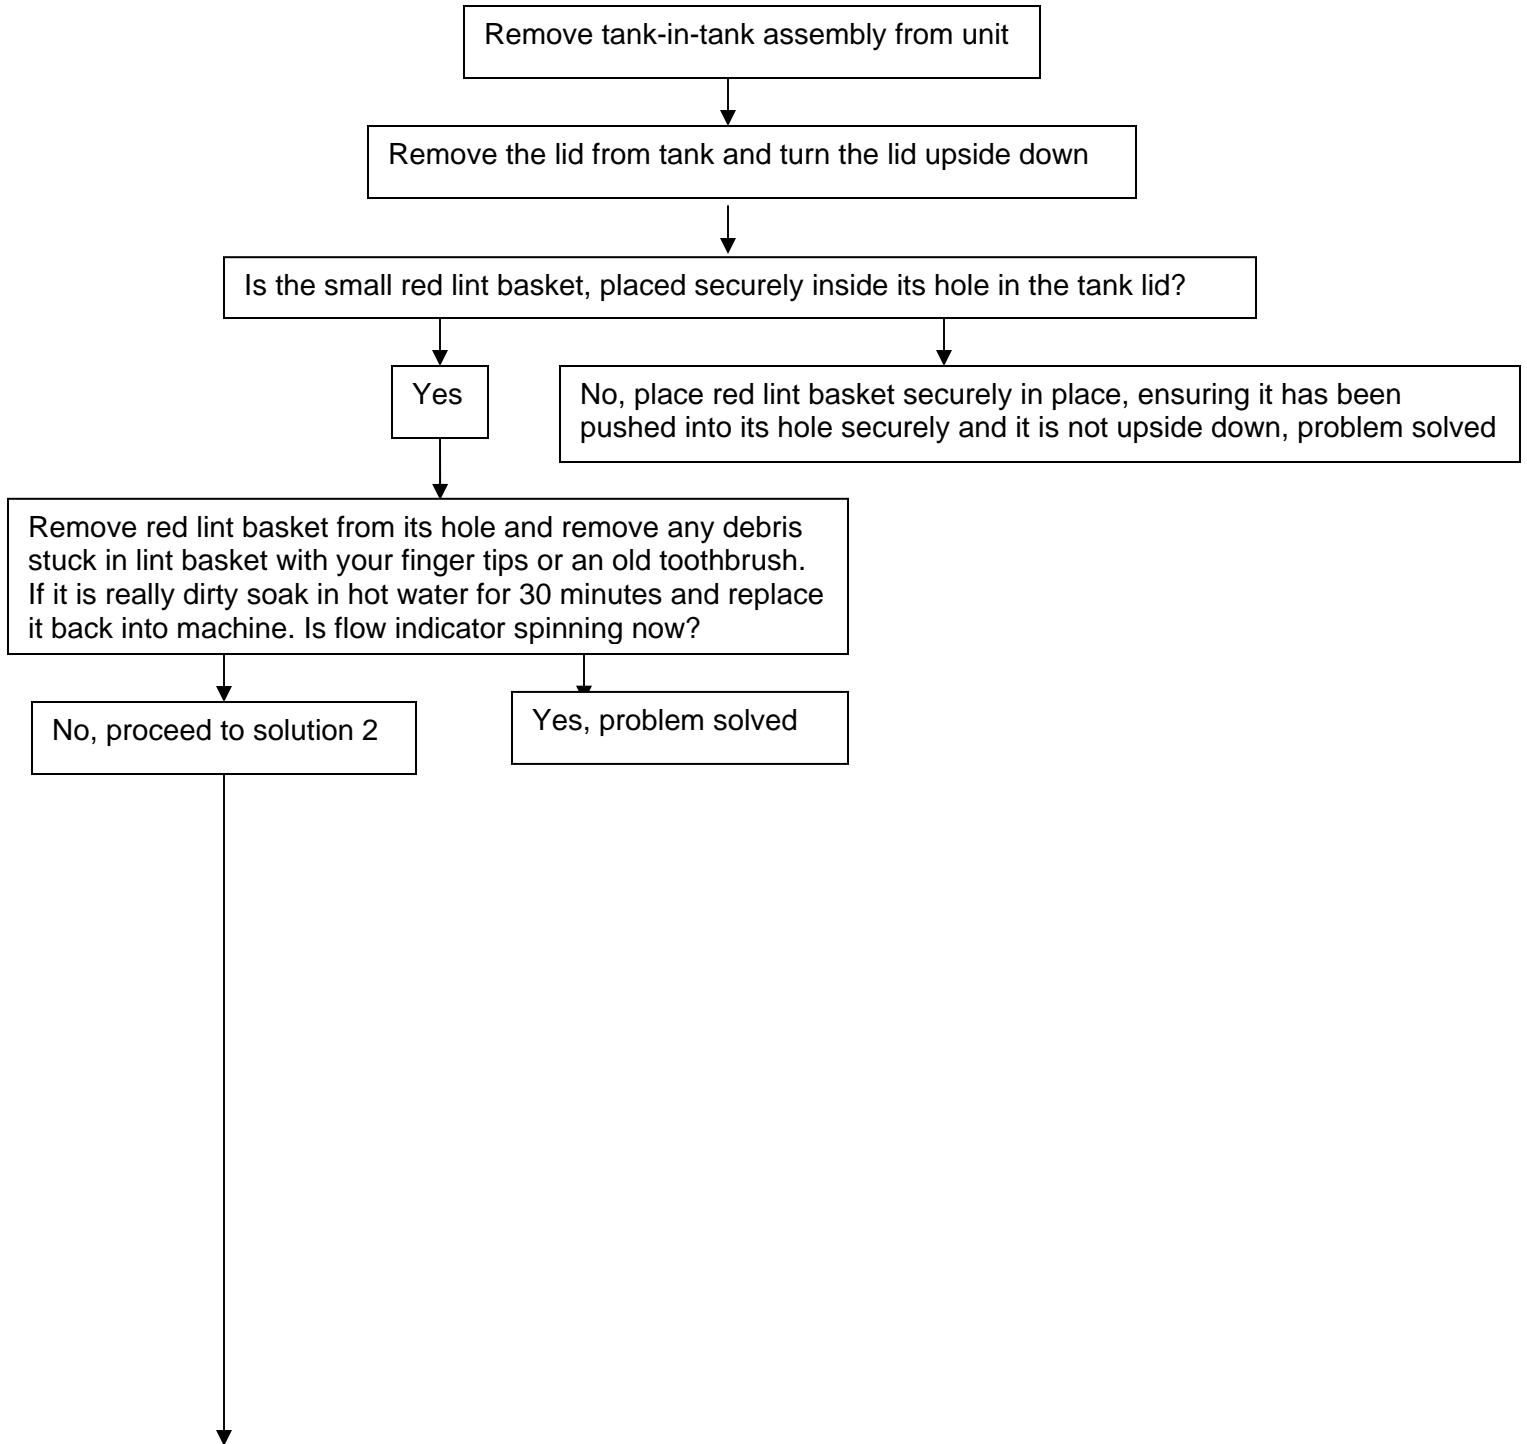 Remove tank-in-tank assembly from unit
Remove the lid from tank and turn the lid upside down
Is the small red lint basket, placed securely inside its hole in the tank lid?
Yes
No, place red lint basket securely in place, ensuring it has been
pushed into its hole securely and it is not upside down, problem solved
Remove red lint basket from its hole and remove any debris
stuck in lint basket with your finger tips or an old toothbrush.
If it is really dirty soak in hot water for 30 minutes and replace
it back into machine. Is flow indicator spinning now?
No, proceed to solution 2
Yes, problem solved